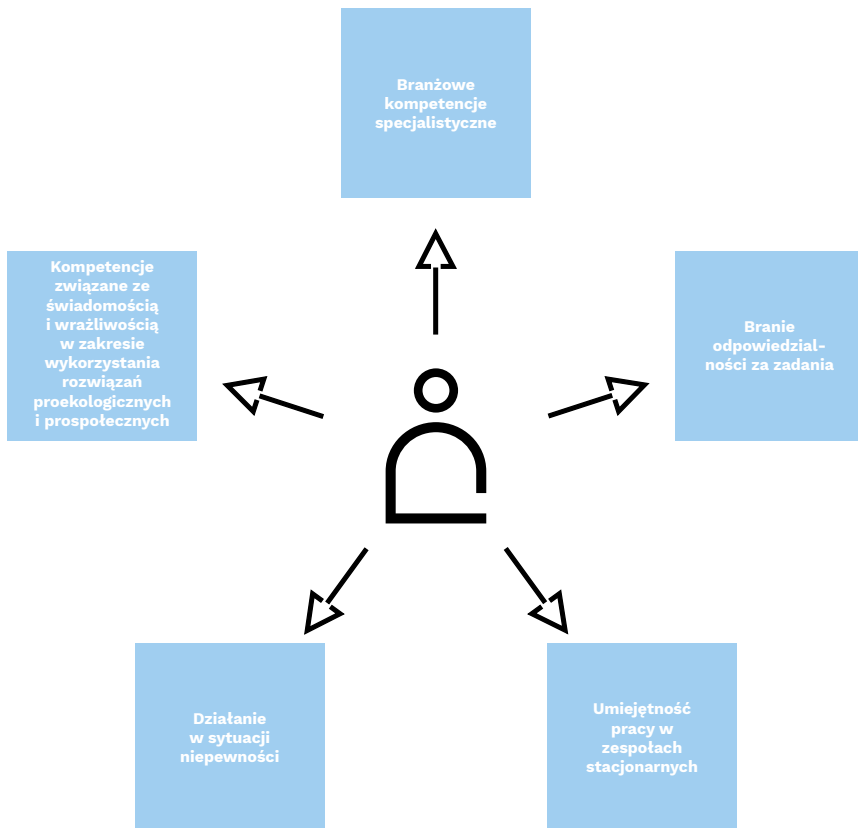 Branżowe
kompetencje
specjalistyczne
Kompetencje
związane ze
świadomością
i wrażliwością
w zakresie
wykorzystania
rozwiązań
proekologicznych
i prospołecznych
Branie
odpowiedzial-
ności za zadania
Działanie
w sytuacji
niepewności
Umiejętność
pracy w
zespołach
stacjonarnych